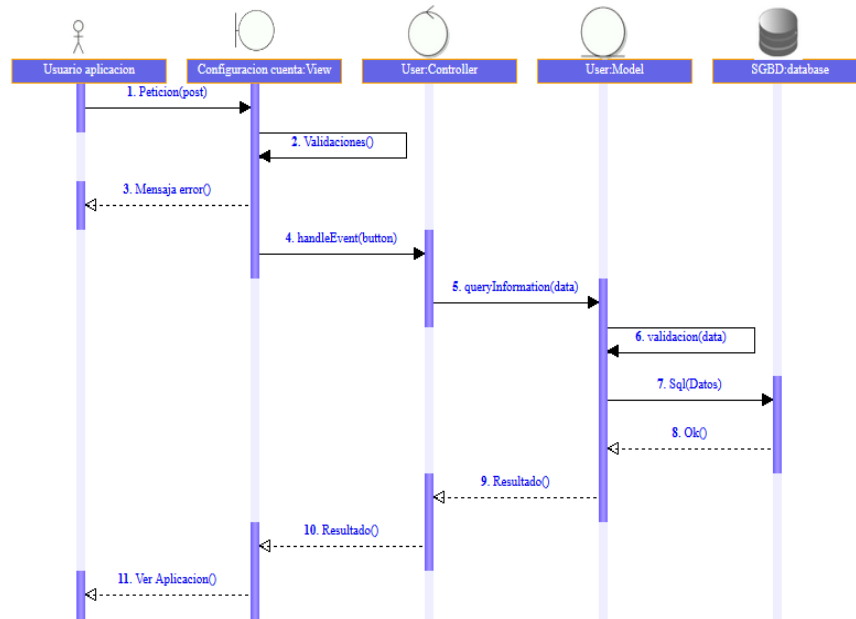 Usuario aplicacion
Configuracion cuenta:View
User:Controller
User:Model
SGBD:database
1. Peticion(post)
2. Validaciones()
3. Mensaja error()
4. handleEvent(button)
5. queryInformation(data)
6. validacion(data)
7. Sql(Datos)
8. Ok()
9. Resultado()
10. Resultado()
11. Ver Aplicacion()